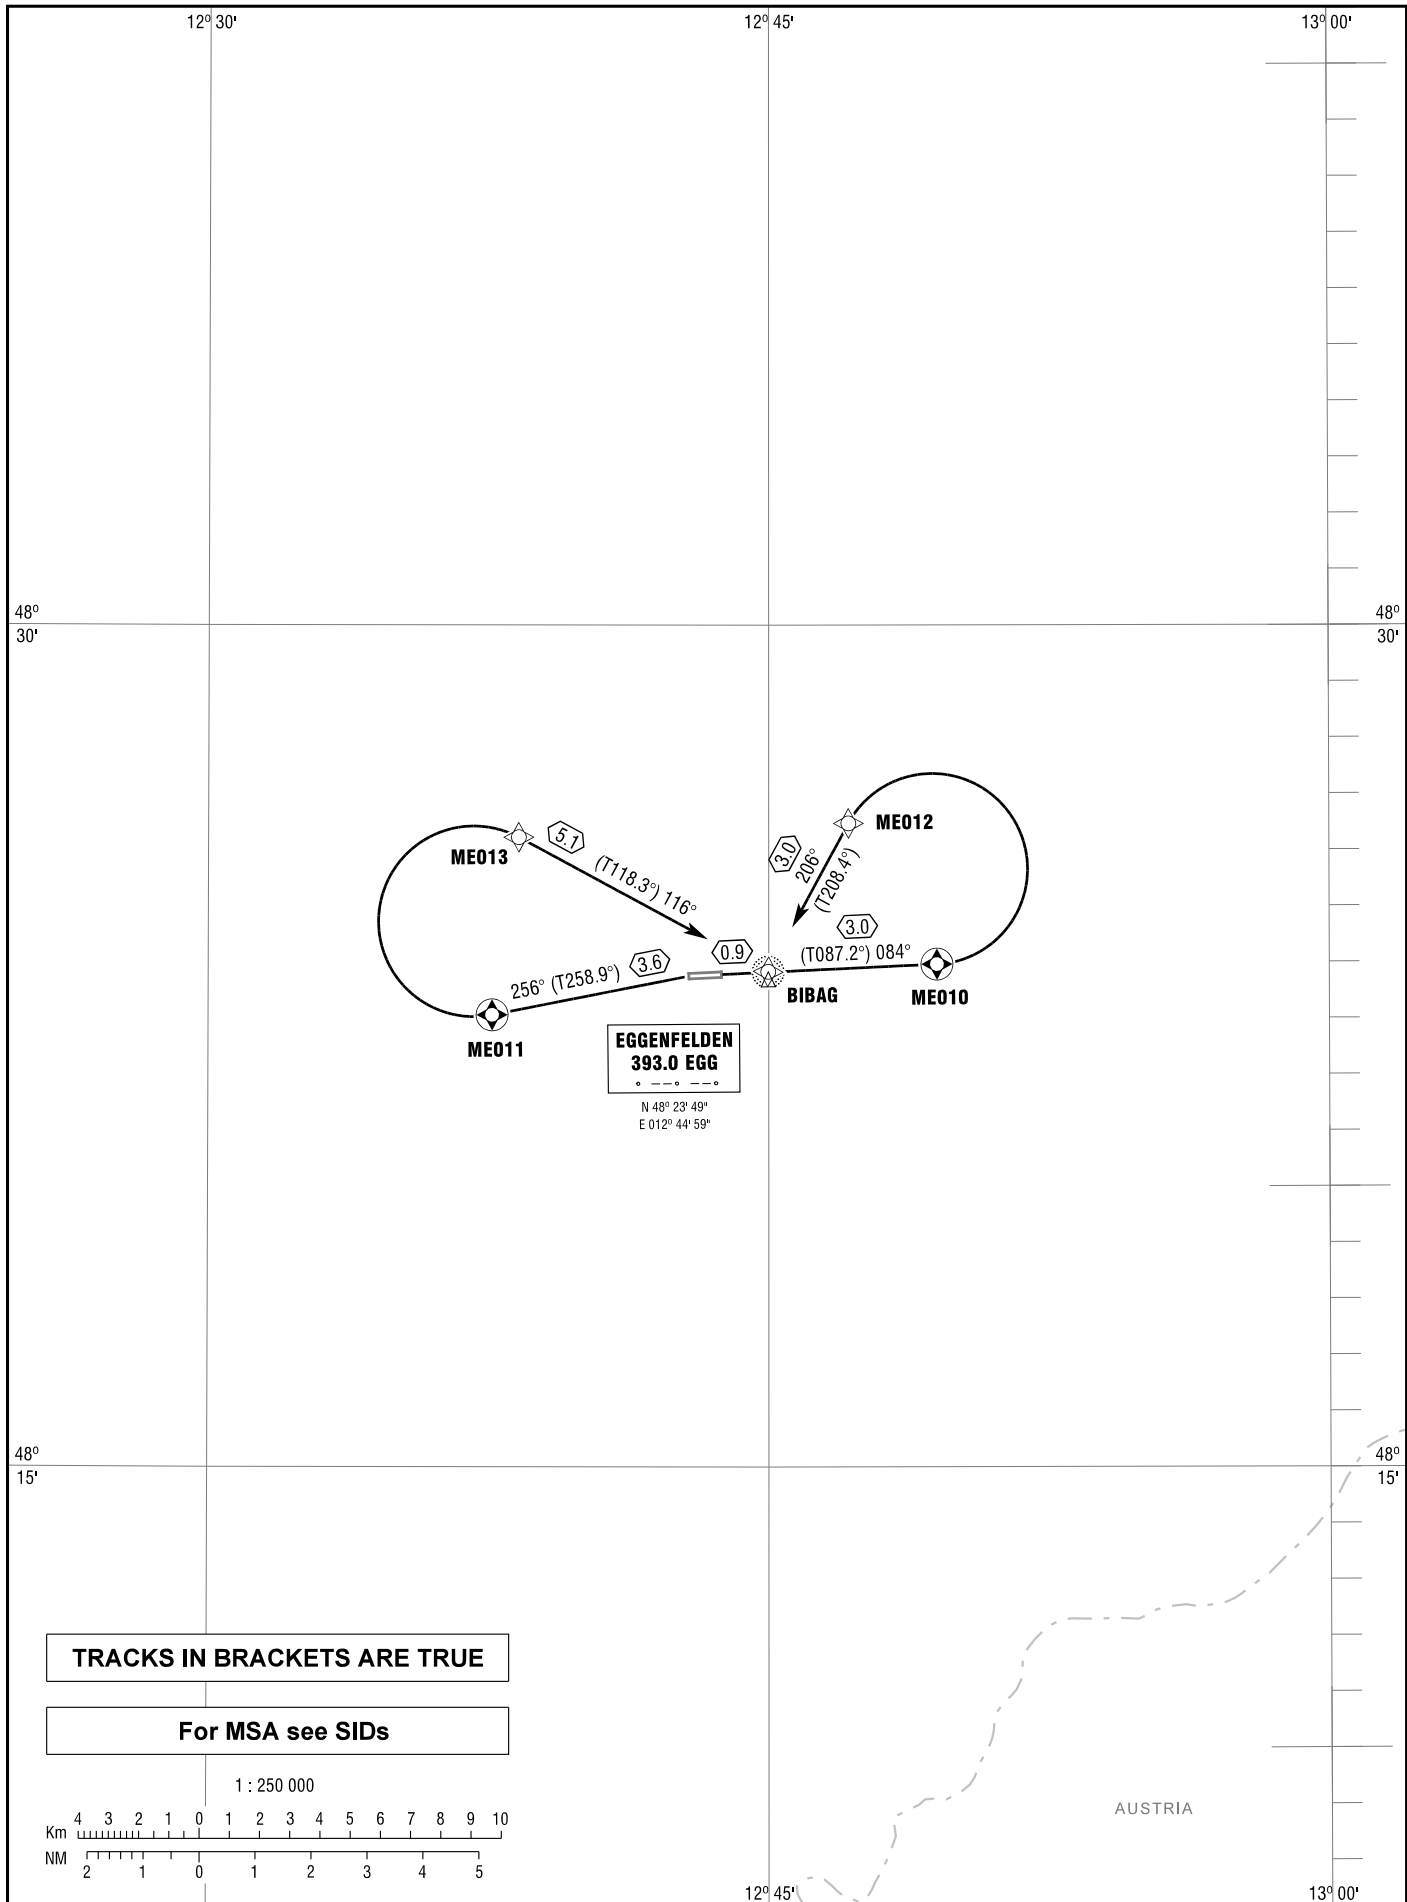 12° 30'
12° 45'
13° 00'
48°
30'
48°
30'
ME012
ME013
5.1
(T118.3°) 116°
3.0
206°
(T208.4°)
3.0
(T087.2°) 084°
0.9
3.6
256° (T258.9°)
BIBAG
ME010
ME011
EGGENFELDEN
393.0 EGG
N 48° 23' 49"
E 012° 44' 59"
48°
15'
48°
15'
TRACKS IN BRACKETS ARE TRUE
For MSA see SIDs
1 : 250 000
Km 4 3 2 1 0 1 2 3 4 5 6 7 8 9 10
NM 2 1 0 1 2 3 4 5
AUSTRIA
12° 45'
13° 00'